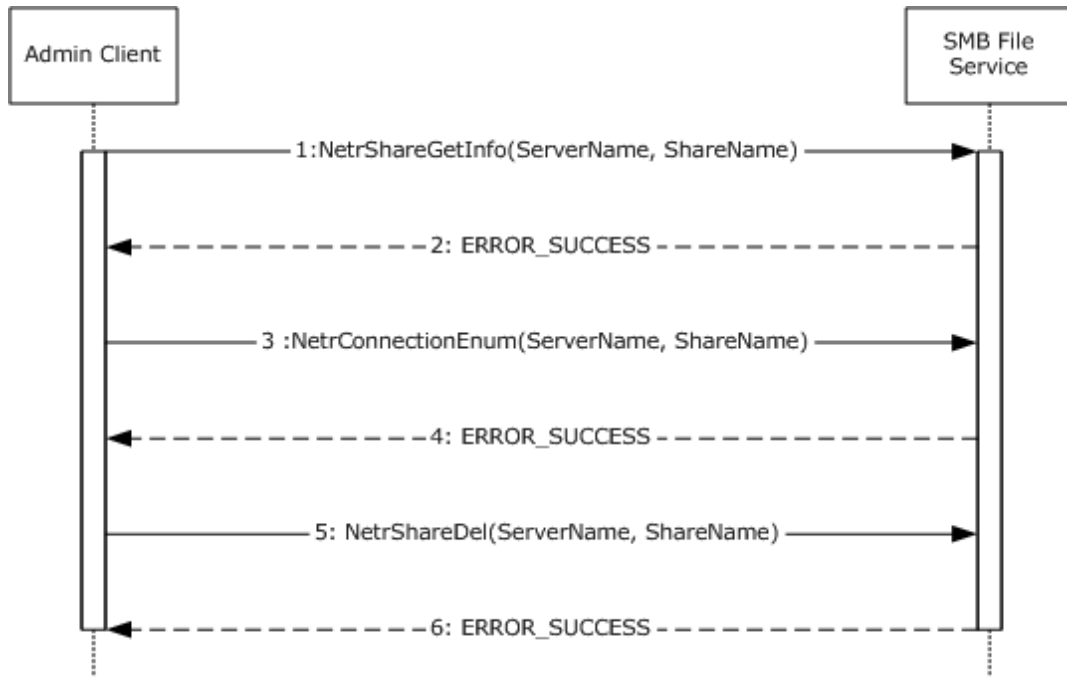 Admin Client
SMB File
Service
1:NetrShareGetInfo(ServerName, ShareName)
2: ERROR_SUCCESS
3 :NetrConnectionEnum(ServerName, ShareName)
4: ERROR_SUCCESS
5: NetrShareDel(ServerName, ShareName)
6: ERROR_SUCCESS